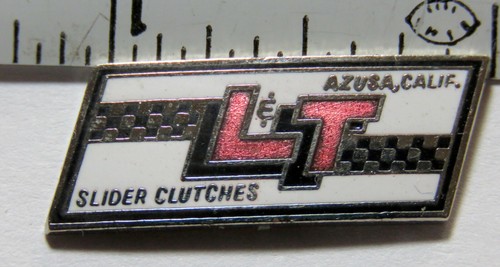 AZUSA, CALIF.
L&T
SLIDER CLUTCHES